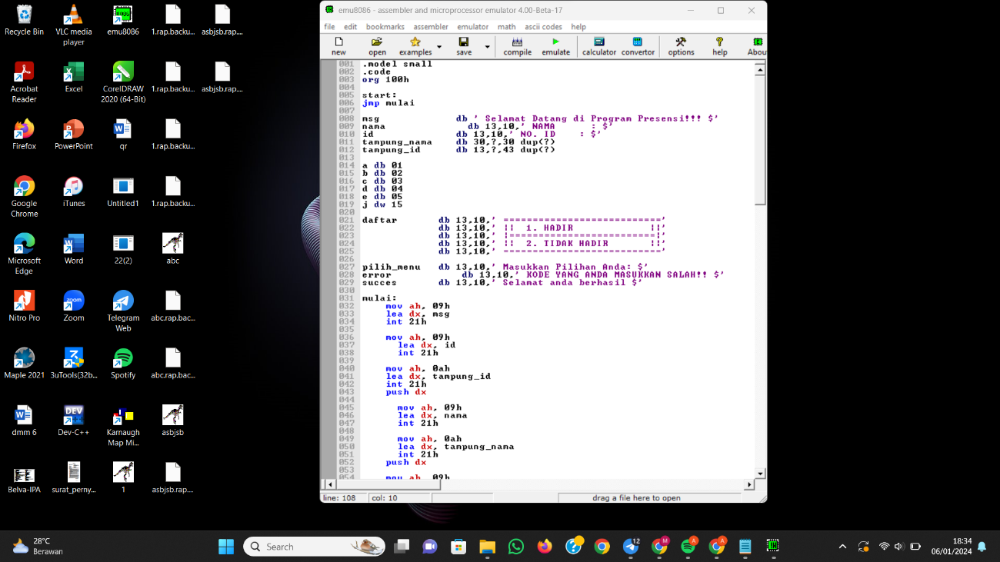 Recycle Bin
VLC media player
emu8086
1.rap.backu...
asbjsb.rap....
Acrobat Reader
Excel
CorelDRAW 2020 (64-Bit)
1.rap.backu...
asbjsb.rap....
Firefox
PowerPoint
qr
1.rap.backu...
Google Chrome
iTunes
Untitled1
1.rap.backu...
Microsoft Edge
Word
22(2)
abc
Nitro Pro
Zoom
Telegram Web
abc.rap.bac...
Maple 2021
3uTools(32b...
Spotify
abc.rap.bac...
dmm 6
Dev-C++
Karnaugh Map Mi...
asbjsb
Belva-IPA
surat_perny...
1
asbjsb.rap....
emu8086 - assembler and microprocessor emulator 4.00-Beta-17
file edit bookmarks assembler emulator math ascii codes help
new open examples save compile emulate calculator convertor options help Abou
001 .model small
002 .code
003 org 100h
004
005 start:
006 jmp mulai
007
008 msg db ' Selamat Datang di Program Presensi!!! $'
009 nama db 13,10,' NAMA : $'
010 id db 13,10,' NO. ID : $'
011 tampung_nama db 30,?,30 dup(?)
012 tampung_id db 13,?,43 dup(?)
013
014 a db 01
015 b db 02
016 c db 03
017 d db 04
018 e db 05
019 j dw 15
020
021 daftar db 13,10,' ==========================='
022 db 13,10,' || 1. HADIR ||'
023 db 13,10,' |=========================||'
024 db 13,10,' || 2. TIDAK HADIR ||'
025 db 13,10,' ==========================='
026
027 pilih_menu db 13,10,' Masukkan Pilihan Anda: $'
028 error db 13,10,' KODE YANG ANDA MASUKKAN SALAH!! $'
029 succes db 13,10,' Selamat anda berhasil $'
030
031 mulai:
032 mov ah, 09h
033 lea dx, msg
034 int 21h
035
036 mov ah, 09h
037 lea dx, id
038 int 21h
039
040 mov ah, 0ah
041 lea dx, tampung_id
042 int 21h
043 push dx
044
045 mov ah, 09h
046 lea dx, nama
047 int 21h
048
049 mov ah, 0ah
050 lea dx, tampung_nama
051 int 21h
052 push dx
053
054 mov ah, 09h
line: 108 col: 10 drag a file here to open
28°C
Berawan
Search
12
M
A
A
18:34
06/01/2024